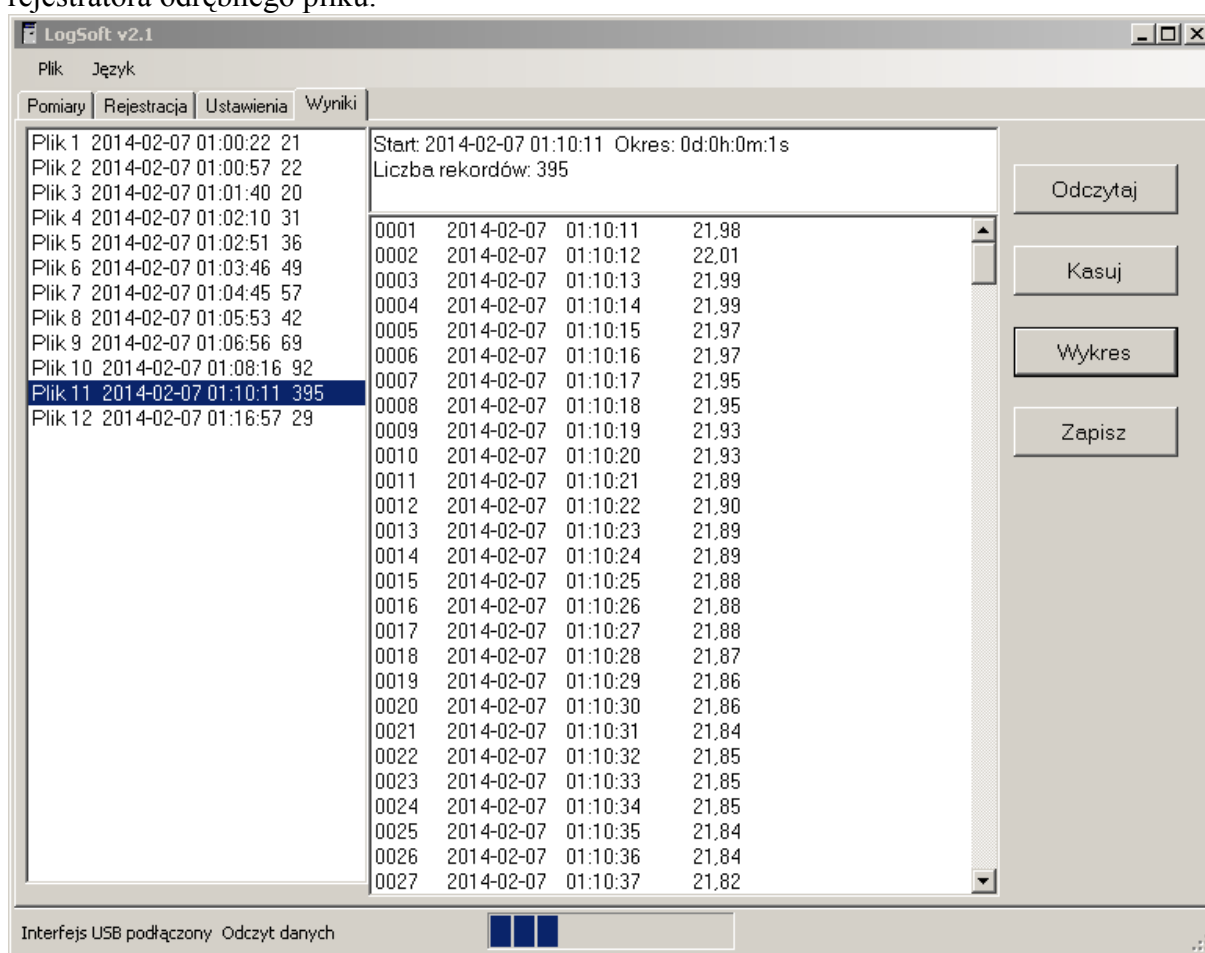 rejestratora odrębnego pliku.
LogSoft v2.1
Plik Język
Pomiary Rejestracja Ustawienia Wyniki
Plik 1 2014-02-07 01:00:22 21
Plik 2 2014-02-07 01:00:57 22
Plik 3 2014-02-07 01:01:40 20
Plik 4 2014-02-07 01:02:10 31
Plik 5 2014-02-07 01:02:51 36
Plik 6 2014-02-07 01:03:46 49
Plik 7 2014-02-07 01:04:45 57
Plik 8 2014-02-07 01:05:53 42
Plik 9 2014-02-07 01:06:56 69
Plik 10 2014-02-07 01:08:16 92
Plik 11 2014-02-07 01:10:11 395
Plik 12 2014-02-07 01:16:57 29
Start: 2014-02-07 01:10:11 Okres: 0d:0h:0m:1s
Liczba rekordów: 395
0001 2014-02-07 01:10:11 21,98
0002 2014-02-07 01:10:12 22,01
0003 2014-02-07 01:10:13 21,99
0004 2014-02-07 01:10:14 21,99
0005 2014-02-07 01:10:15 21,97
0006 2014-02-07 01:10:16 21,97
0007 2014-02-07 01:10:17 21,95
0008 2014-02-07 01:10:18 21,95
0009 2014-02-07 01:10:19 21,93
0010 2014-02-07 01:10:20 21,93
0011 2014-02-07 01:10:21 21,89
0012 2014-02-07 01:10:22 21,90
0013 2014-02-07 01:10:23 21,89
0014 2014-02-07 01:10:24 21,89
0015 2014-02-07 01:10:25 21,88
0016 2014-02-07 01:10:26 21,88
0017 2014-02-07 01:10:27 21,88
0018 2014-02-07 01:10:28 21,87
0019 2014-02-07 01:10:29 21,86
0020 2014-02-07 01:10:30 21,86
0021 2014-02-07 01:10:31 21,84
0022 2014-02-07 01:10:32 21,85
0023 2014-02-07 01:10:33 21,85
0024 2014-02-07 01:10:34 21,85
0025 2014-02-07 01:10:35 21,84
0026 2014-02-07 01:10:36 21,84
0027 2014-02-07 01:10:37 21,82
Odczytaj
Kasuj
Wykres
Zapisz
Interfejs USB podłączony Odczyt danych